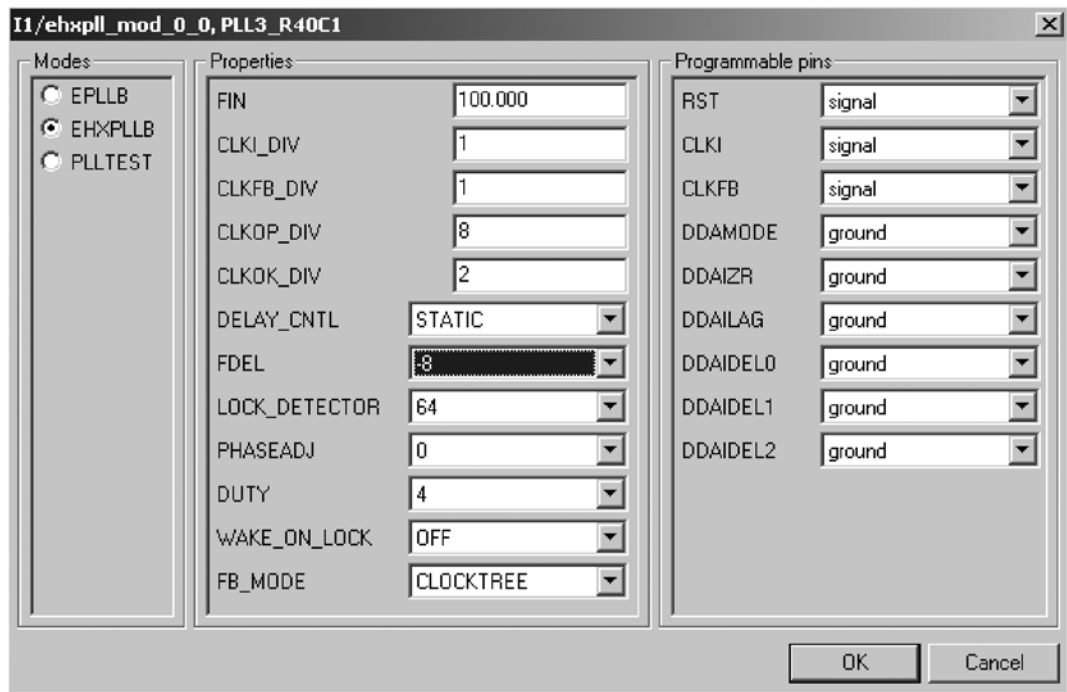 I1/ehxpll_mod_0_0, PLL3_R40C1
Modes
EPLLB
EHXPLLB
PLLTEST
Properties
FIN 100.000
CLKI_DIV 1
CLKFB_DIV 1
CLKOP_DIV 8
CLKOK_DIV 2
DELAY_CNTL STATIC
FDEL -8
LOCK_DETECTOR 64
PHASEADJ 0
DUTY 4
WAKE_ON_LOCK OFF
FB_MODE CLOCKTREE
Programmable pins
RST signal
CLKI signal
CLKFB signal
DDAMODE ground
DDAIZR ground
DDAILAG ground
DDAIDEL0 ground
DDAIDEL1 ground
DDAIDEL2 ground
OK Cancel